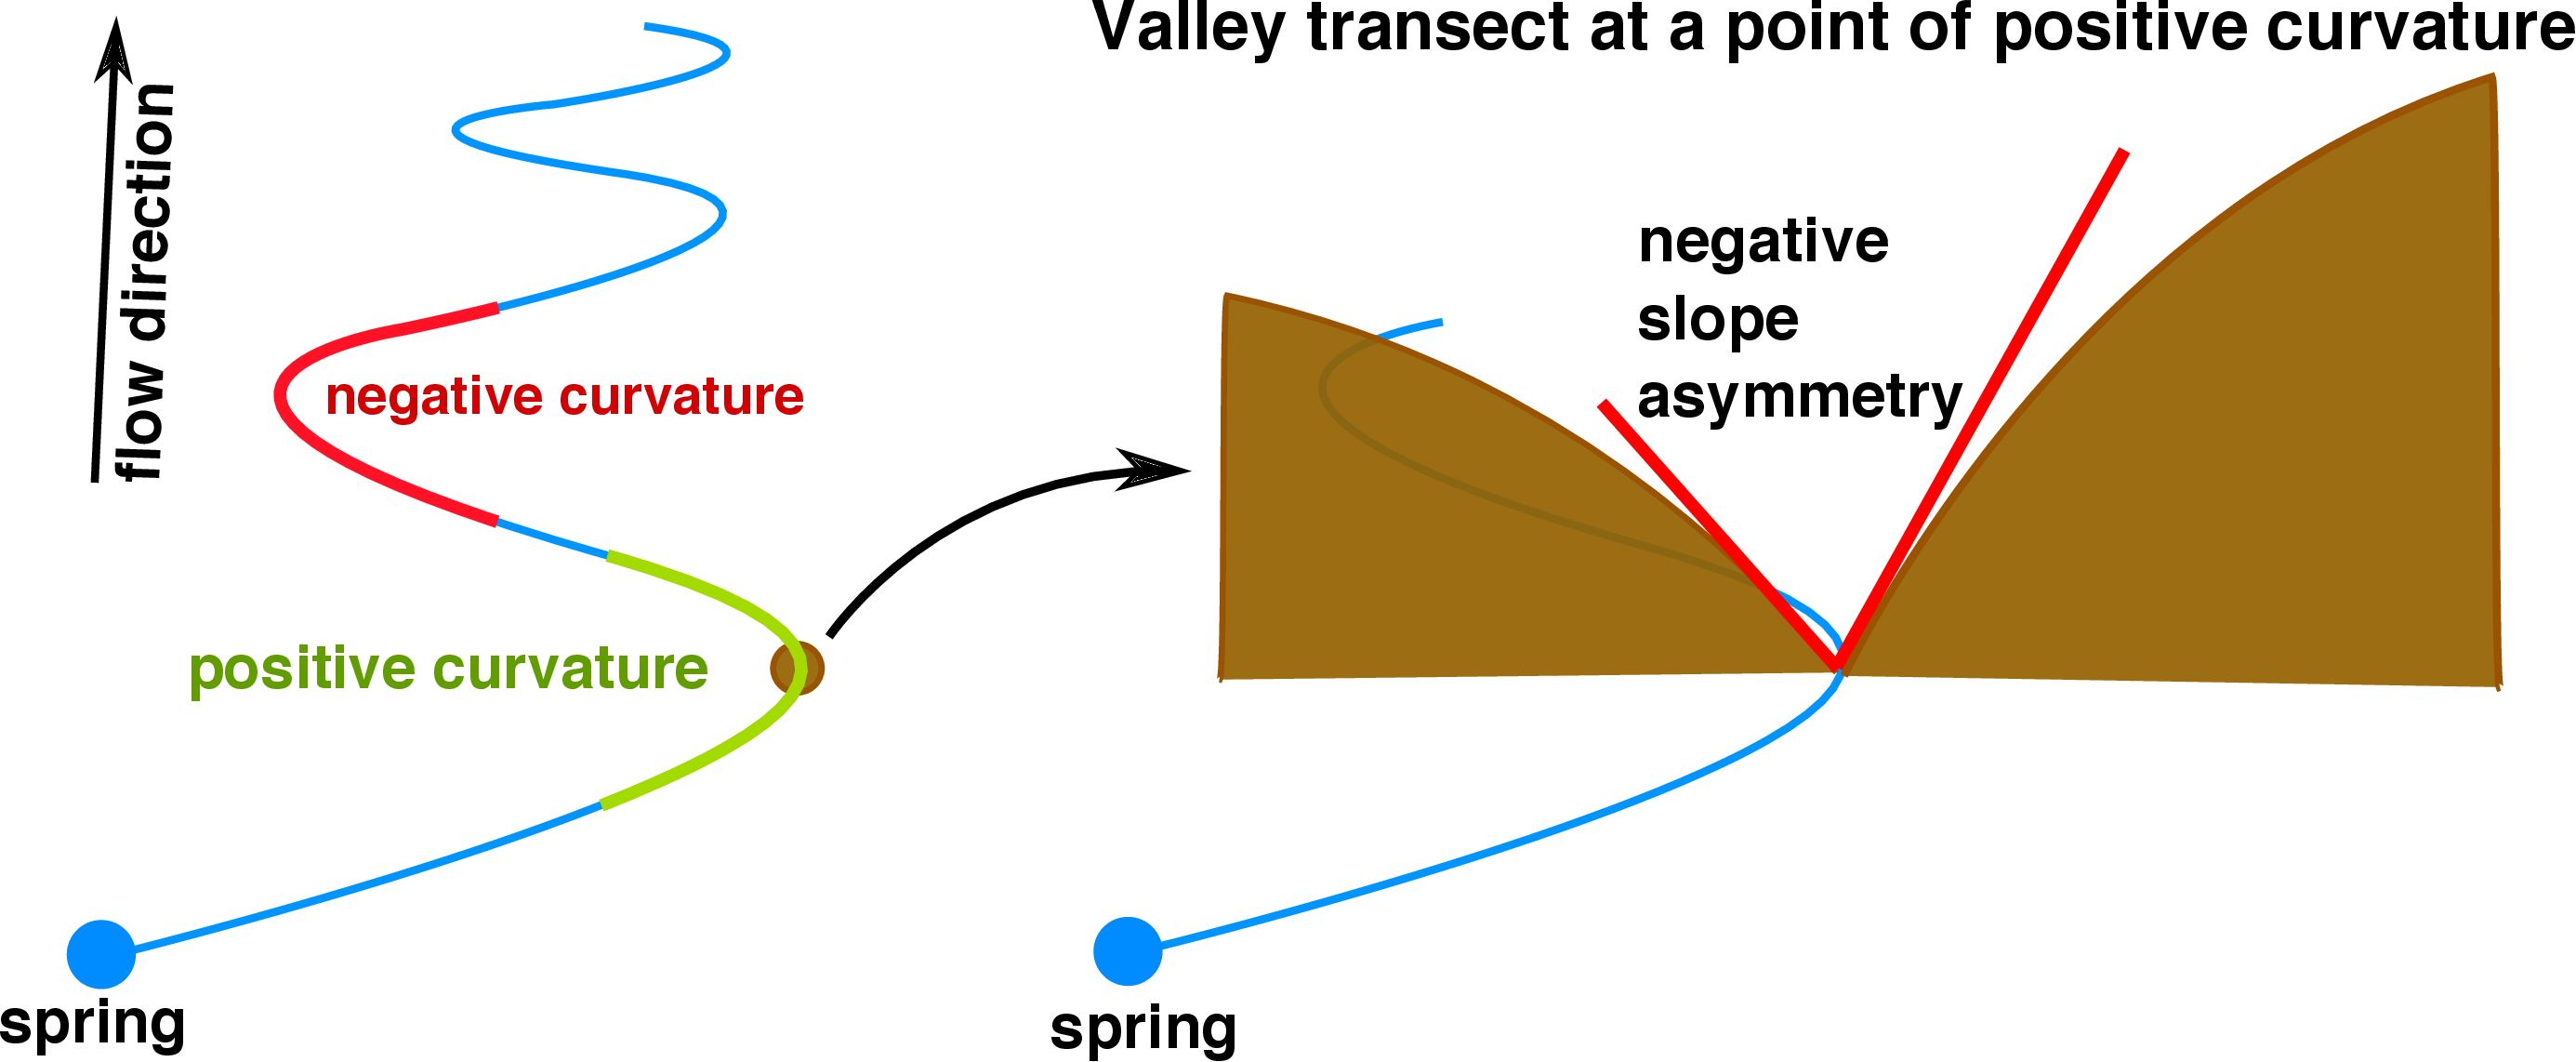 Valley transect at a point of positive curvature
flow direction
negative curvature
positive curvature
spring
negative
slope
asymmetry
spring